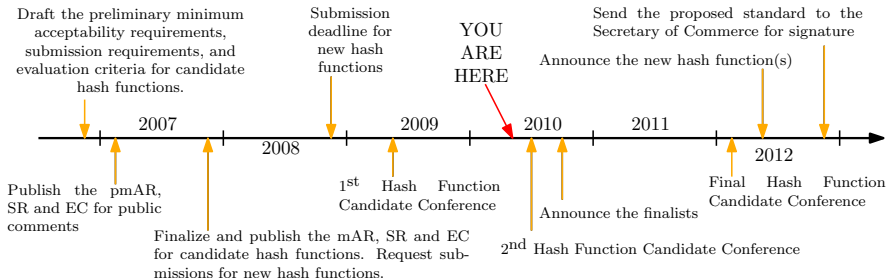 Draft the preliminary minimum
acceptability requirements,
submission requirements, and
evaluation criteria for candidate
hash functions.
Submission
deadline for
new hash
functions
YOU
ARE
HERE
Send the proposed standard to the
Secretary of Commerce for signature
Announce the new hash function(s)
2007
2008
2009
2010
2011
2012
Publish the pmAR,
SR and EC for public
comments
Finalize and publish the mAR, SR and EC
for candidate hash functions. Request sub-
missions for new hash functions.
1st Hash Function
Candidate Conference
2nd Hash Function Candidate Conference
Announce the finalists
Final Hash Function
Candidate Conference